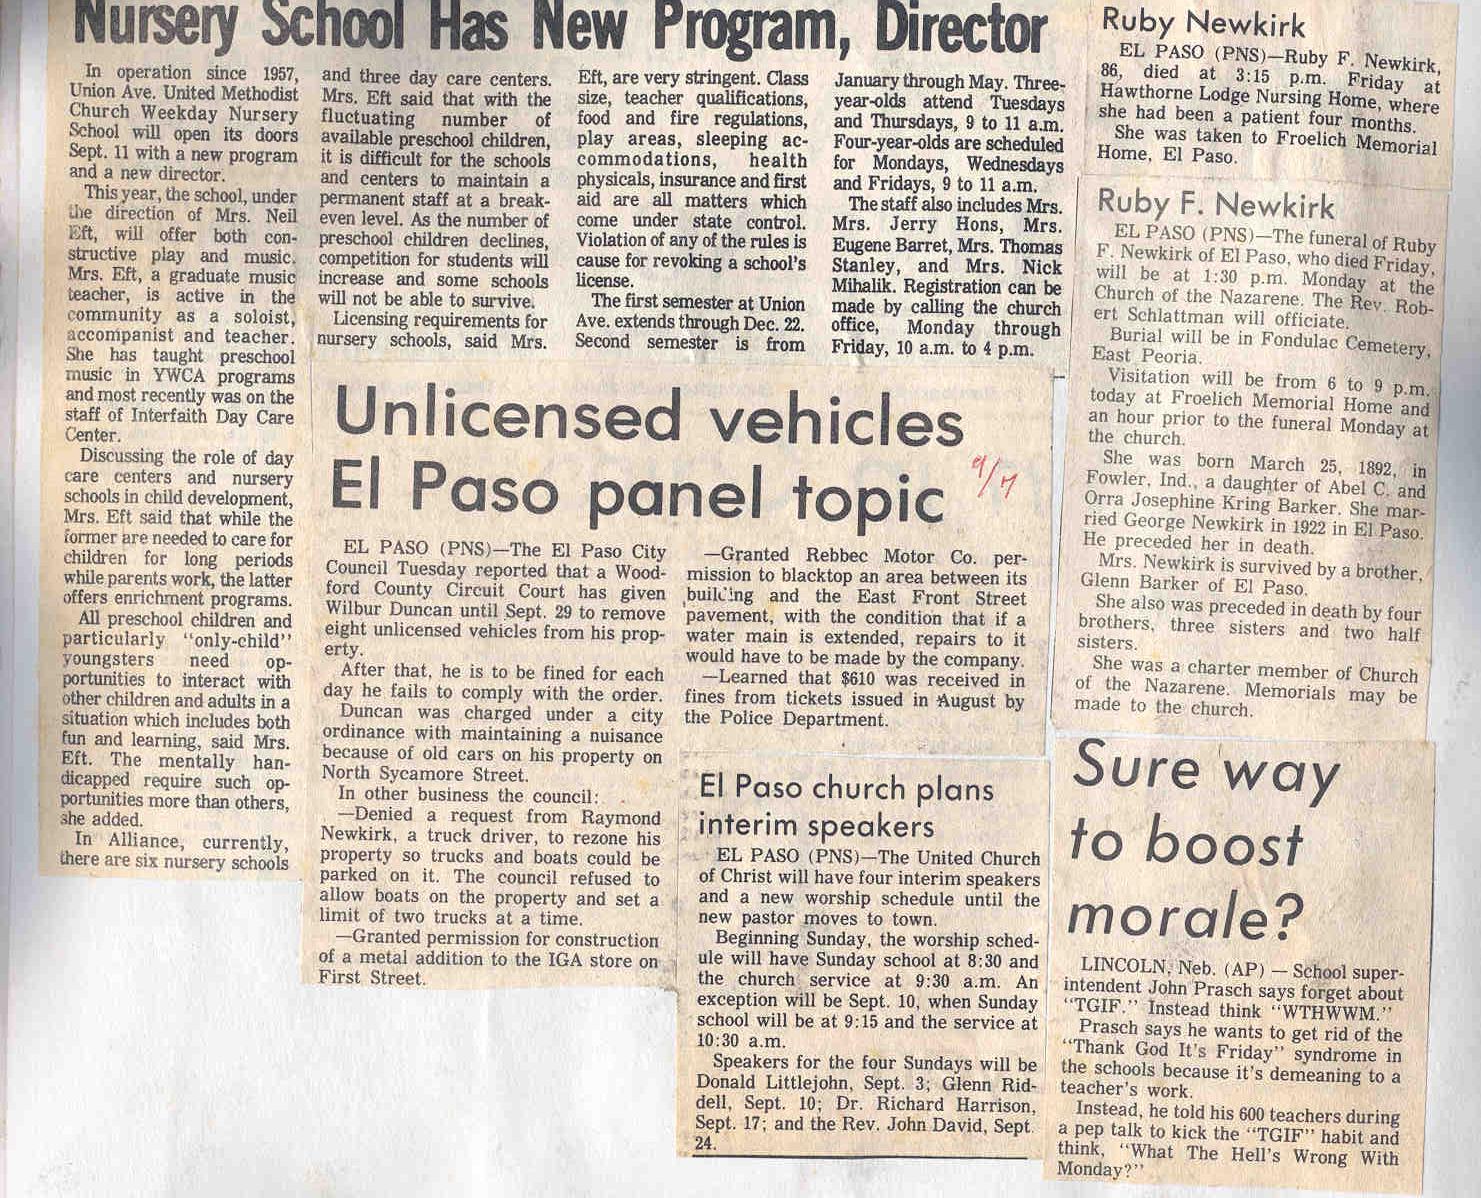 Nursery School Has New Program, Director
In operation since 1957,
Union Ave. United Methodist
Church Weekday Nursery
School will open its doors
Sept. 11 with a new program
and a new director.
This year, the school, under
the direction of Mrs. Neil
Eft, will offer both con-
structive play and music.
Mrs. Eft, a graduate music
teacher, is active in the
community as a soloist,
accompanist and teacher.
She has taught preschool
music in YWCA programs
and most recently was on the
staff of Interfaith Day Care
Center.
Discussing the role of day
care centers and nursery
schools in child development,
Mrs. Eft said that while the
former are needed to care for
children for long periods
while parents work, the latter
offers enrichment programs.
All preschool children and
particularly "only-child"
youngsters need op-
portunities to interact with
other children and adults in a
situation which includes both
fun and learning, said Mrs.
Eft. The mentally han-
dicapped require such op-
portunities more than others,
she added.
In Alliance, currently,
there are six nursery schools
and three day care centers.
Mrs. Eft said that with the
fluctuating number of
available preschool children,
it is difficult for the schools
and centers to maintain a
permanent staff at a break-
even level. As the number of
preschool children declines,
competition for students will
increase and some schools
will not be able to survive.
Licensing requirements for
nursery schools, said Mrs.
Eft, are very stringent. Class
size, teacher qualifications,
food and fire regulations,
play areas, sleeping ac-
commodations, health
physicals, insurance and first
aid are all matters which
come under state control.
Violation of any of the rules is
cause for revoking a school's
license.
The first semester at Union
Ave. extends through Dec. 22.
Second semester is from
January through May. Three-
year-olds attend Tuesdays
and Thursdays, 9 to 11 a.m.
Four-year-olds are scheduled
for Mondays, Wednesdays
and Fridays, 9 to 11 a.m.
The staff also includes Mrs.
Mrs. Jerry Hons, Mrs.
Eugene Barret, Mrs. Thomas
Stanley, and Mrs. Nick
Mihalik. Registration can be
made by calling the church
office, Monday through
Friday, 10 a.m. to 4 p.m.
Unlicensed vehicles
El Paso panel topic
9/7
EL PASO (PNS)—The El Paso City
Council Tuesday reported that a Wood-
ford County Circuit Court has given
Wilbur Duncan until Sept. 29 to remove
eight unlicensed vehicles from his prop-
erty.
After that, he is to be fined for each
day he fails to comply with the order.
Duncan was charged under a city
ordinance with maintaining a nuisance
because of old cars on his property on
North Sycamore Street.
In other business the council:
—Denied a request from Raymond
Newkirk, a truck driver, to rezone his
property so trucks and boats could be
parked on it. The council refused to
allow boats on the property and set a
limit of two trucks at a time.
—Granted permission for construction
of a metal addition to the IGA store on
First Street.
—Granted Rebbec Motor Co. per-
mission to blacktop an area between its
building and the East Front Street
pavement, with the condition that if a
water main is extended, repairs to it
would have to be made by the company.
—Learned that $610 was received in
fines from tickets issued in August by
the Police Department.
El Paso church plans
interim speakers
EL PASO (PNS)—The United Church
of Christ will have four interim speakers
and a new worship schedule until the
new pastor moves to town.
Beginning Sunday, the worship sched-
ule will have Sunday school at 8:30 and
the church service at 9:30 a.m. An
exception will be Sept. 10, when Sunday
school will be at 9:15 and the service at
10:30 a.m.
Speakers for the four Sundays will be
Donald Littlejohn, Sept. 3; Glenn Rid-
dell, Sept. 10; Dr. Richard Harrison,
Sept. 17; and the Rev. John David, Sept.
24.
Ruby Newkirk
EL PASO (PNS)—Ruby F. Newkirk,
86, died at 3:15 p.m. Friday at
Hawthorne Lodge Nursing Home, where
she had been a patient four months.
She was taken to Froelich Memorial
Home, El Paso.
Ruby F. Newkirk
EL PASO (PNS)—The funeral of Ruby
F. Newkirk of El Paso, who died Friday,
will be at 1:30 p.m. Monday at the
Church of the Nazarene. The Rev. Rob-
ert Schlattman will officiate.
Burial will be in Fondulac Cemetery,
East Peoria.
Visitation will be from 6 to 9 p.m.
today at Froelich Memorial Home and
an hour prior to the funeral Monday at
the church.
She was born March 25, 1892, in
Fowler, Ind., a daughter of Abel C. and
Orra Josephine Kring Barker. She mar-
ried George Newkirk in 1922 in El Paso.
He preceded her in death.
Mrs. Newkirk is survived by a brother,
Glenn Barker of El Paso.
She also was preceded in death by four
brothers, three sisters and two half
sisters.
She was a charter member of Church
of the Nazarene. Memorials may be
made to the church.
Sure way
to boost
morale?
LINCOLN, Neb. (AP) — School super-
intendent John Prasch says forget about
"TGIF." Instead think "WTHWWM."
Prasch says he wants to get rid of the
"Thank God It's Friday" syndrome in
the schools because it's demeaning to a
teacher's work.
Instead, he told his 600 teachers during
a pep talk to kick the "TGIF" habit and
think, "What The Hell's Wrong With
Monday?"